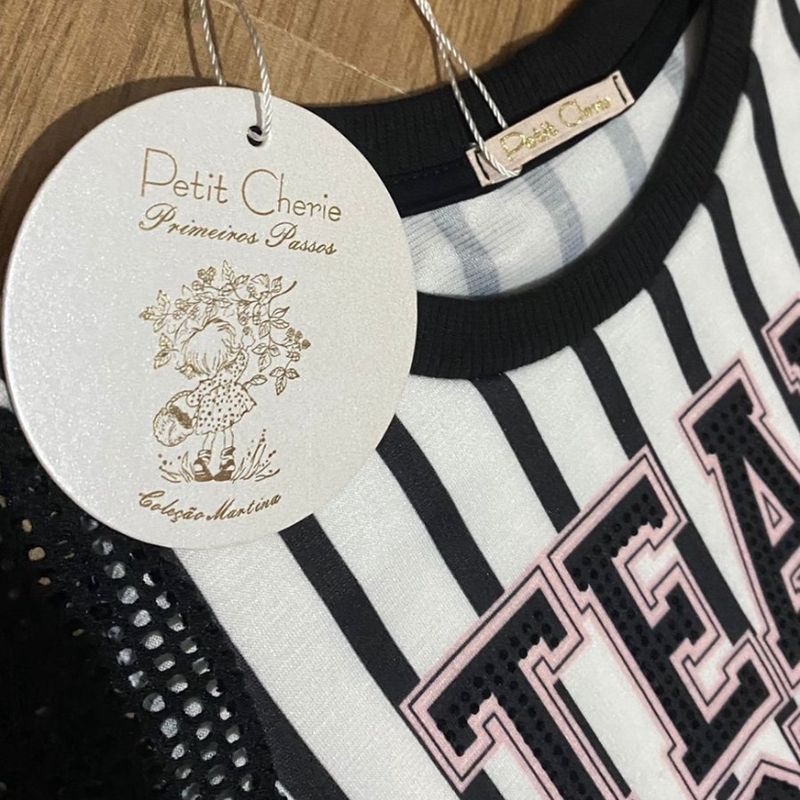 Petit Cherie
Primeiros Passos
Coleção Martina
Petit Cherie